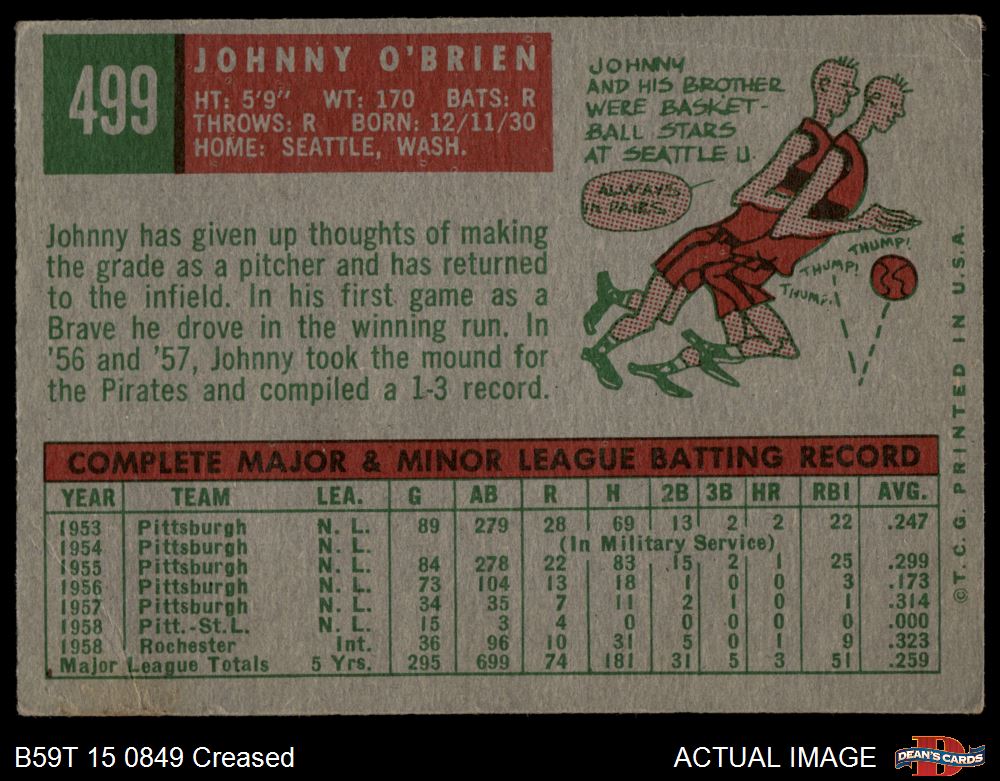 499
JOHNNY O'BRIEN
HT: 5'9" WT: 170 BATS: R
THROWS: R BORN: 12/11/30
HOME: SEATTLE, WASH.
JOHNNY
AND HIS BROTHER
WERE BASKET-
BALL STARS
AT SEATTLE U.
ALWAYS
IN PAIRS
THUMP!
THUMP!
THUMP!
Johnny has given up thoughts of making
the grade as a pitcher and has returned
to the infield. In his first game as a
Brave he drove in the winning run. In
'56 and '57, Johnny took the mound for
the Pirates and compiled a 1-3 record.
COMPLETE MAJOR & MINOR LEAGUE BATTING RECORD
YEAR TEAM LEA. G AB R H 2B 3B HR RBI AVG.
1953 Pittsburgh N. L. 89 279 28 69 13 2 2 22 .247
1954 Pittsburgh N. L. (In Military Service)
1955 Pittsburgh N. L. 84 278 22 83 15 2 1 25 .299
1956 Pittsburgh N. L. 73 104 13 18 1 0 0 3 .173
1957 Pittsburgh N. L. 34 35 7 11 2 1 0 1 .314
1958 Pitt.-St.L. N. L. 15 3 4 0 0 0 0 0 .000
1958 Rochester Int. 36 96 10 31 5 0 1 9 .323
Major League Totals 5 Yrs. 295 699 74 181 31 5 3 51 .259
©T.C.G. PRINTED IN U.S.A.
B59T 15 0849 Creased
ACTUAL IMAGE
D
DEAN'S CARDS